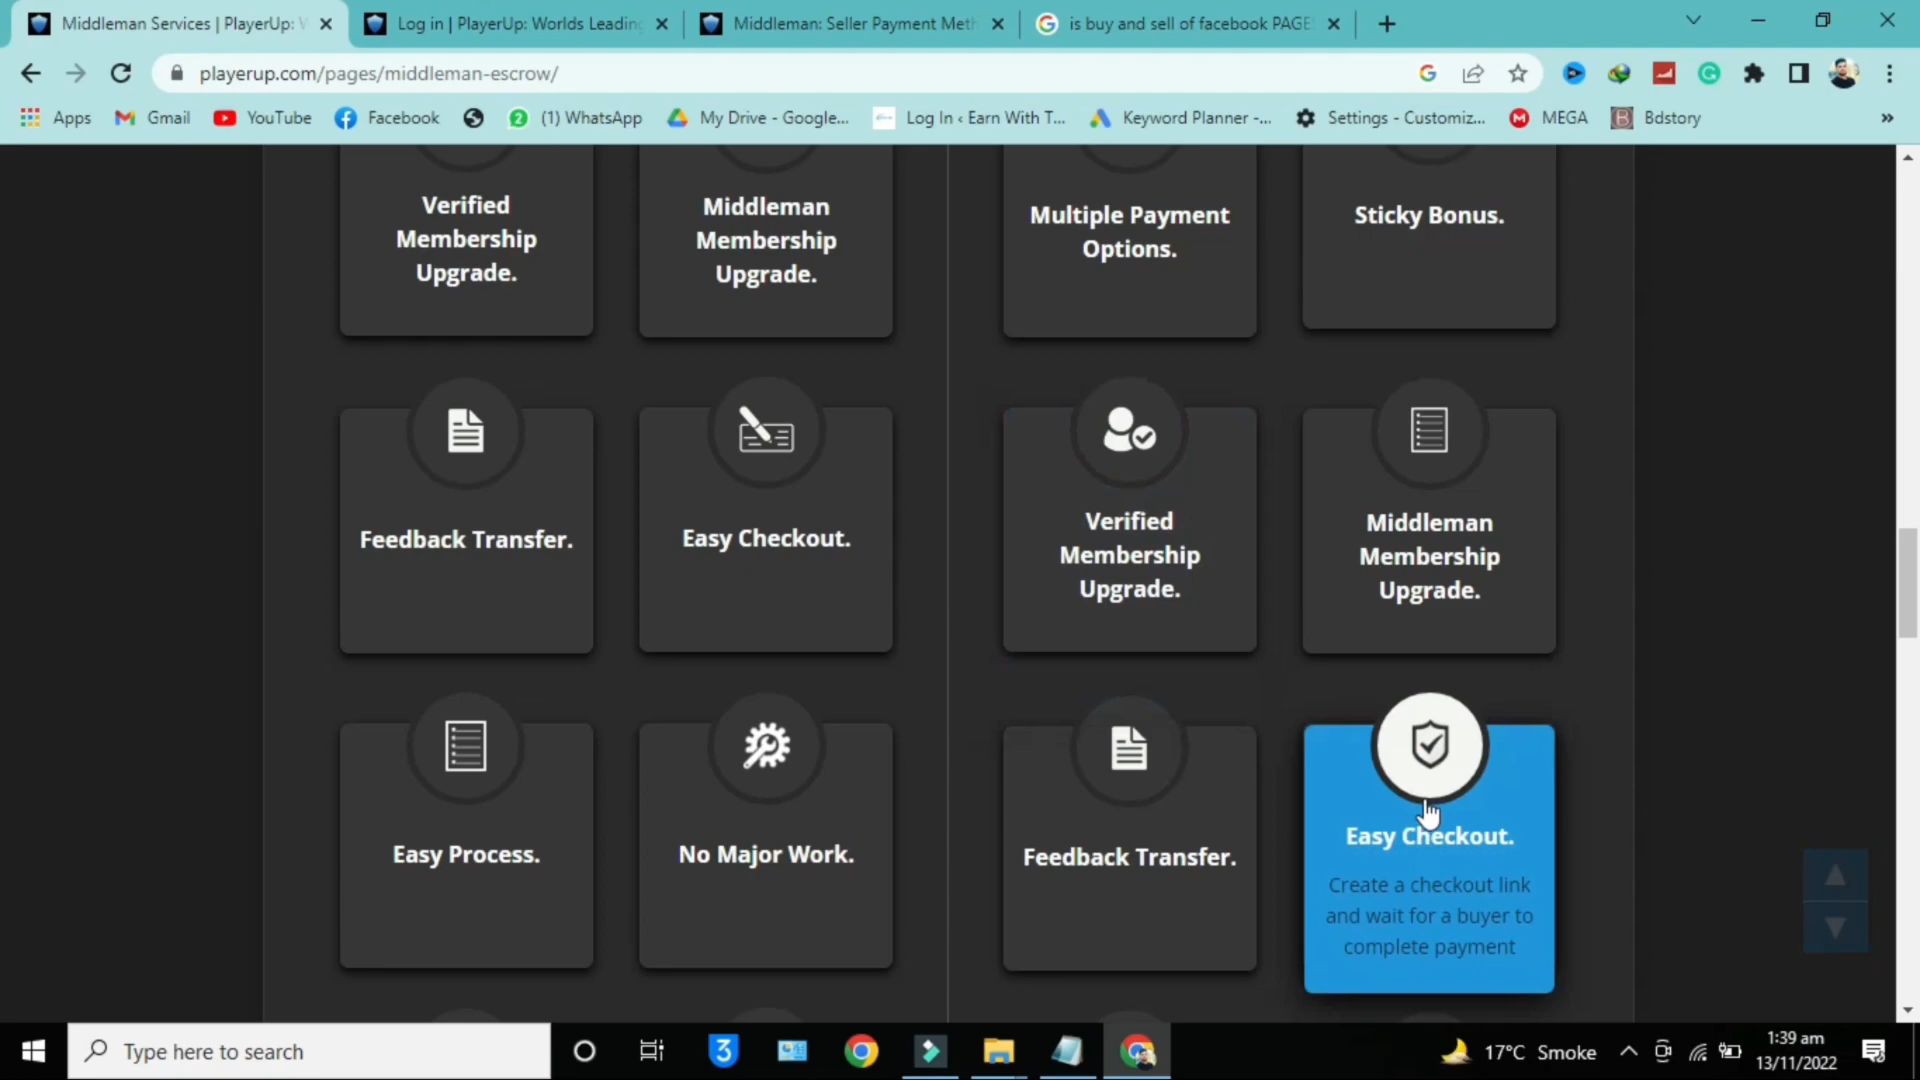 Middleman Services | PlayerUp: W
Log in | PlayerUp: Worlds Leading
Middleman: Seller Payment Meth
is buy and sell of facebook PAGE
playerup.com/pages/middleman-escrow/
Apps
Gmail
YouTube
Facebook
(1) WhatsApp
My Drive - Google...
Log In ‹ Earn With T...
Keyword Planner -...
Settings - Customiz...
MEGA
Bdstory
»
Verified
Membership
Upgrade.
Middleman
Membership
Upgrade.
Multiple Payment
Options.
Sticky Bonus.
Feedback Transfer.
Easy Checkout.
Verified
Membership
Upgrade.
Middleman
Membership
Upgrade.
Easy Process.
No Major Work.
Feedback Transfer.
Easy Checkout.
Create a checkout link
and wait for a buyer to
complete payment
Type here to search
17°C Smoke
1:39 am
13/11/2022